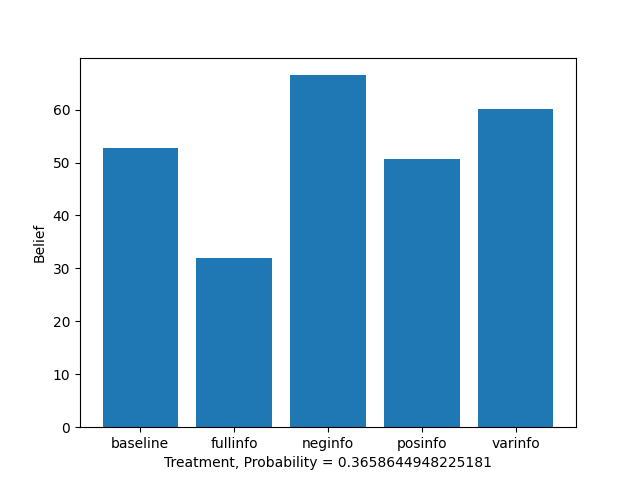 Belief
60
50
40
30
20
10
0
baseline fullinfo neginfo posinfo varinfo
Treatment, Probability = 0.3658644948225181